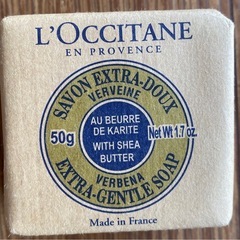 L'OCCITANE
EN PROVENCE
SAVON EXTRA-DOUX
VERVEINE
AU BEURRE
DE KARITE
50g
Net Wt 1.7 oz.
WITH SHEA
BUTTER
VERBENA
EXTRA-GENTLE SOAP
Made in France